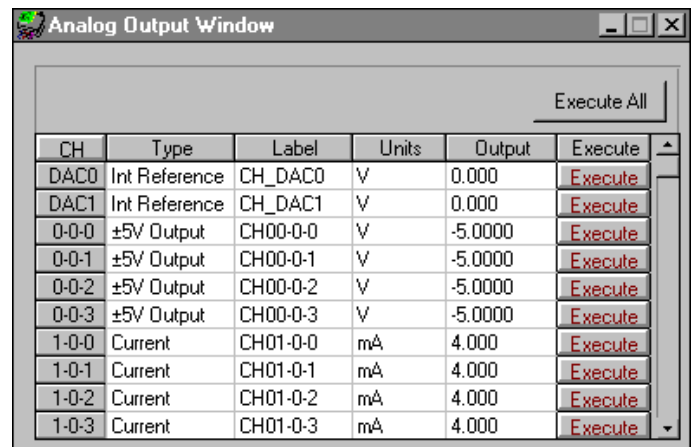 Analog Output Window
Execute All
CH Type Label Units Output Execute
DAC0 Int Reference CH_DAC0 V 0.000 Execute
DAC1 Int Reference CH_DAC1 V 0.000 Execute
0-0-0 ±5V Output CH00-0-0 V -5.0000 Execute
0-0-1 ±5V Output CH00-0-1 V -5.0000 Execute
0-0-2 ±5V Output CH00-0-2 V -5.0000 Execute
0-0-3 ±5V Output CH00-0-3 V -5.0000 Execute
1-0-0 Current CH01-0-0 mA 4.000 Execute
1-0-1 Current CH01-0-1 mA 4.000 Execute
1-0-2 Current CH01-0-2 mA 4.000 Execute
1-0-3 Current CH01-0-3 mA 4.000 Execute